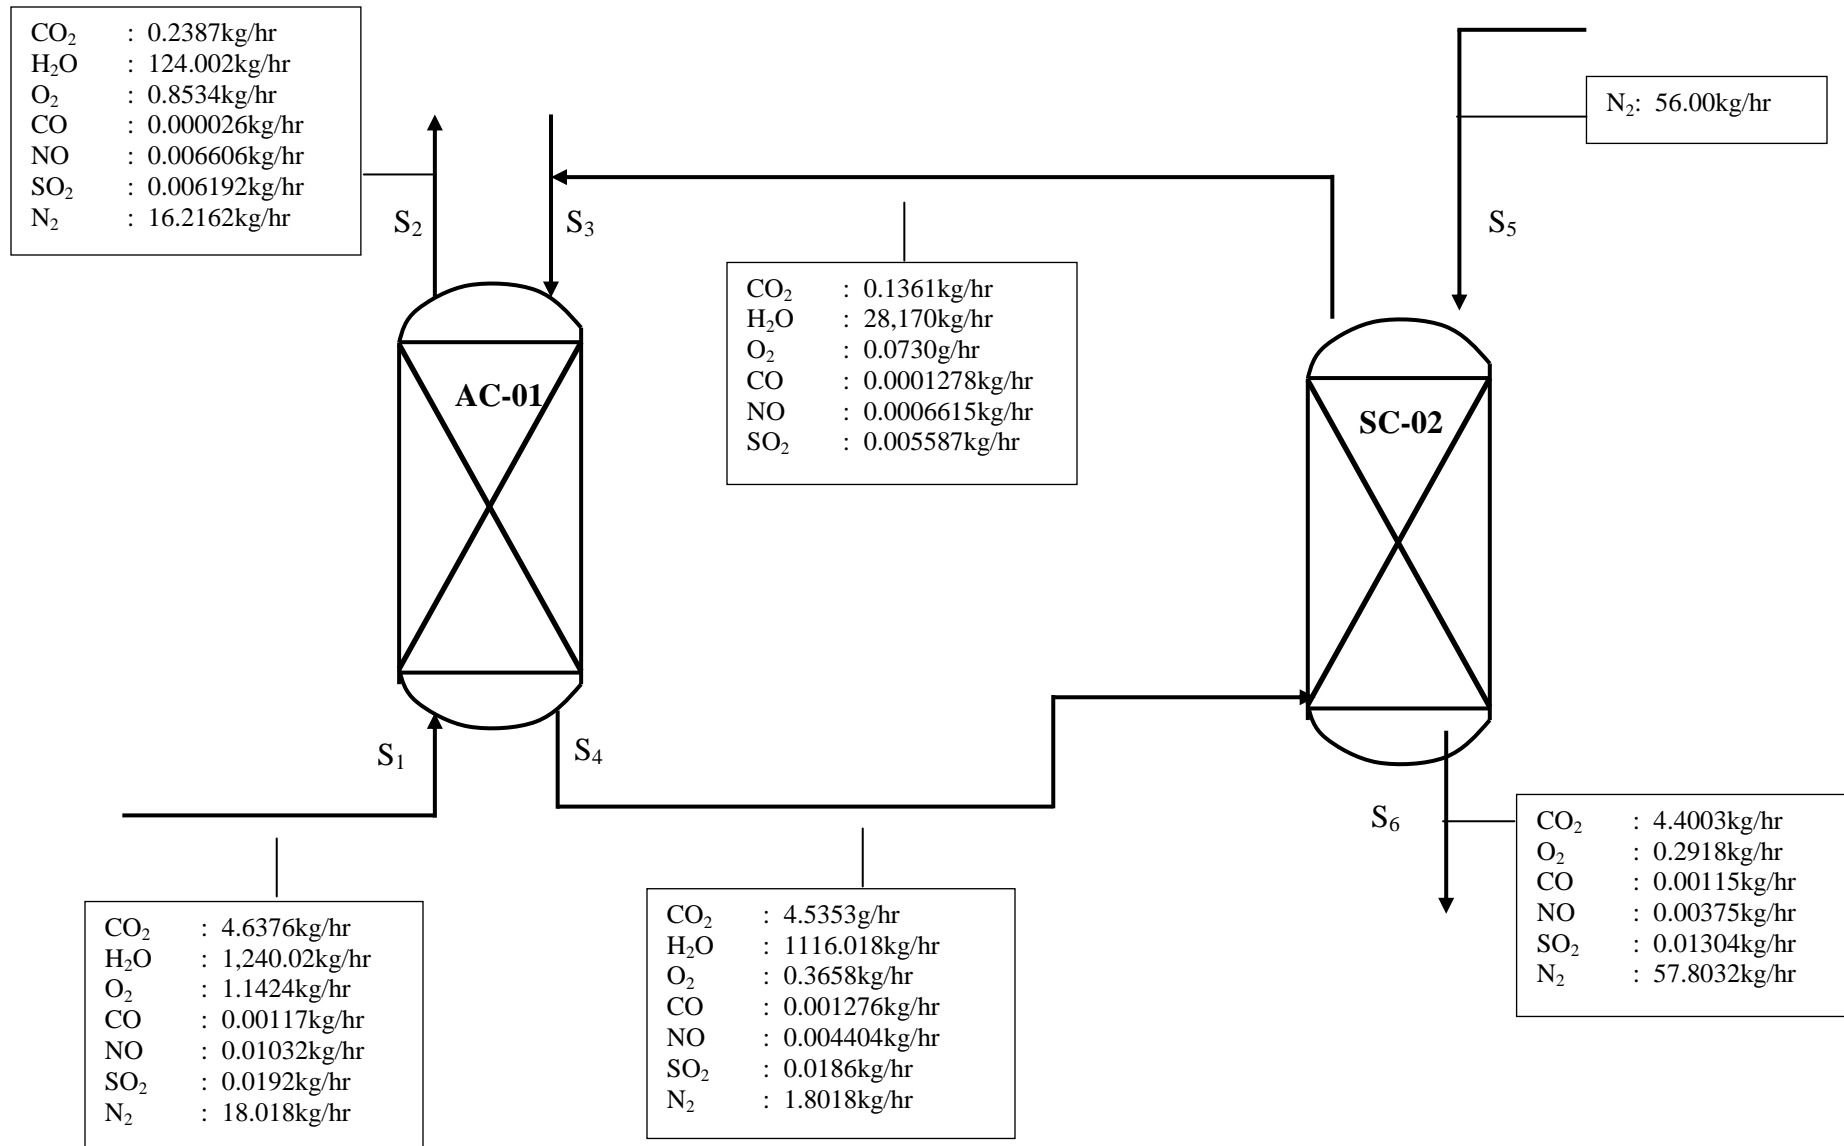 CO₂ : 0.2387kg/hr
H₂O : 124.002kg/hr
O₂ : 0.8534kg/hr
CO : 0.000026kg/hr
NO : 0.006606kg/hr
SO₂ : 0.006192kg/hr
N₂ : 16.2162kg/hr
N₂: 56.00kg/hr
S₂
S₃
S₅
CO₂ : 0.1361kg/hr
H₂O : 28,170kg/hr
O₂ : 0.0730g/hr
CO : 0.0001278kg/hr
NO : 0.0006615kg/hr
SO₂ : 0.005587kg/hr
AC-01
SC-02
S₁
S₄
S₆
CO₂ : 4.6376kg/hr
H₂O : 1,240.02kg/hr
O₂ : 1.1424kg/hr
CO : 0.00117kg/hr
NO : 0.01032kg/hr
SO₂ : 0.0192kg/hr
N₂ : 18.018kg/hr
CO₂ : 4.5353g/hr
H₂O : 1116.018kg/hr
O₂ : 0.3658kg/hr
CO : 0.001276kg/hr
NO : 0.004404kg/hr
SO₂ : 0.0186kg/hr
N₂ : 1.8018kg/hr
CO₂ : 4.4003kg/hr
O₂ : 0.2918kg/hr
CO : 0.00115kg/hr
NO : 0.00375kg/hr
SO₂ : 0.01304kg/hr
N₂ : 57.8032kg/hr